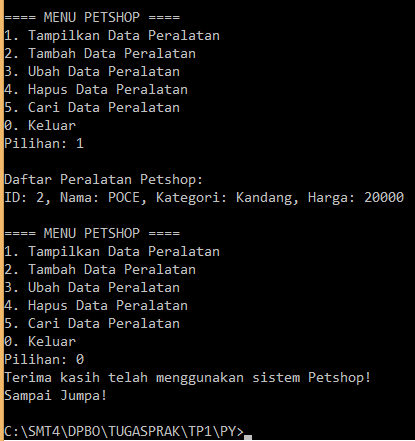 ==== MENU PETSHOP ====
1. Tampilkan Data Peralatan
2. Tambah Data Peralatan
3. Ubah Data Peralatan
4. Hapus Data Peralatan
5. Cari Data Peralatan
0. Keluar
Pilihan: 1
Daftar Peralatan Petshop:
ID: 2, Nama: POCE, Kategori: Kandang, Harga: 20000
==== MENU PETSHOP ====
1. Tampilkan Data Peralatan
2. Tambah Data Peralatan
3. Ubah Data Peralatan
4. Hapus Data Peralatan
5. Cari Data Peralatan
0. Keluar
Pilihan: 0
Terima kasih telah menggunakan sistem Petshop!
Sampai Jumpa!
C:\SMT4\DPBO\TUGASPRAK\TP1\PY>